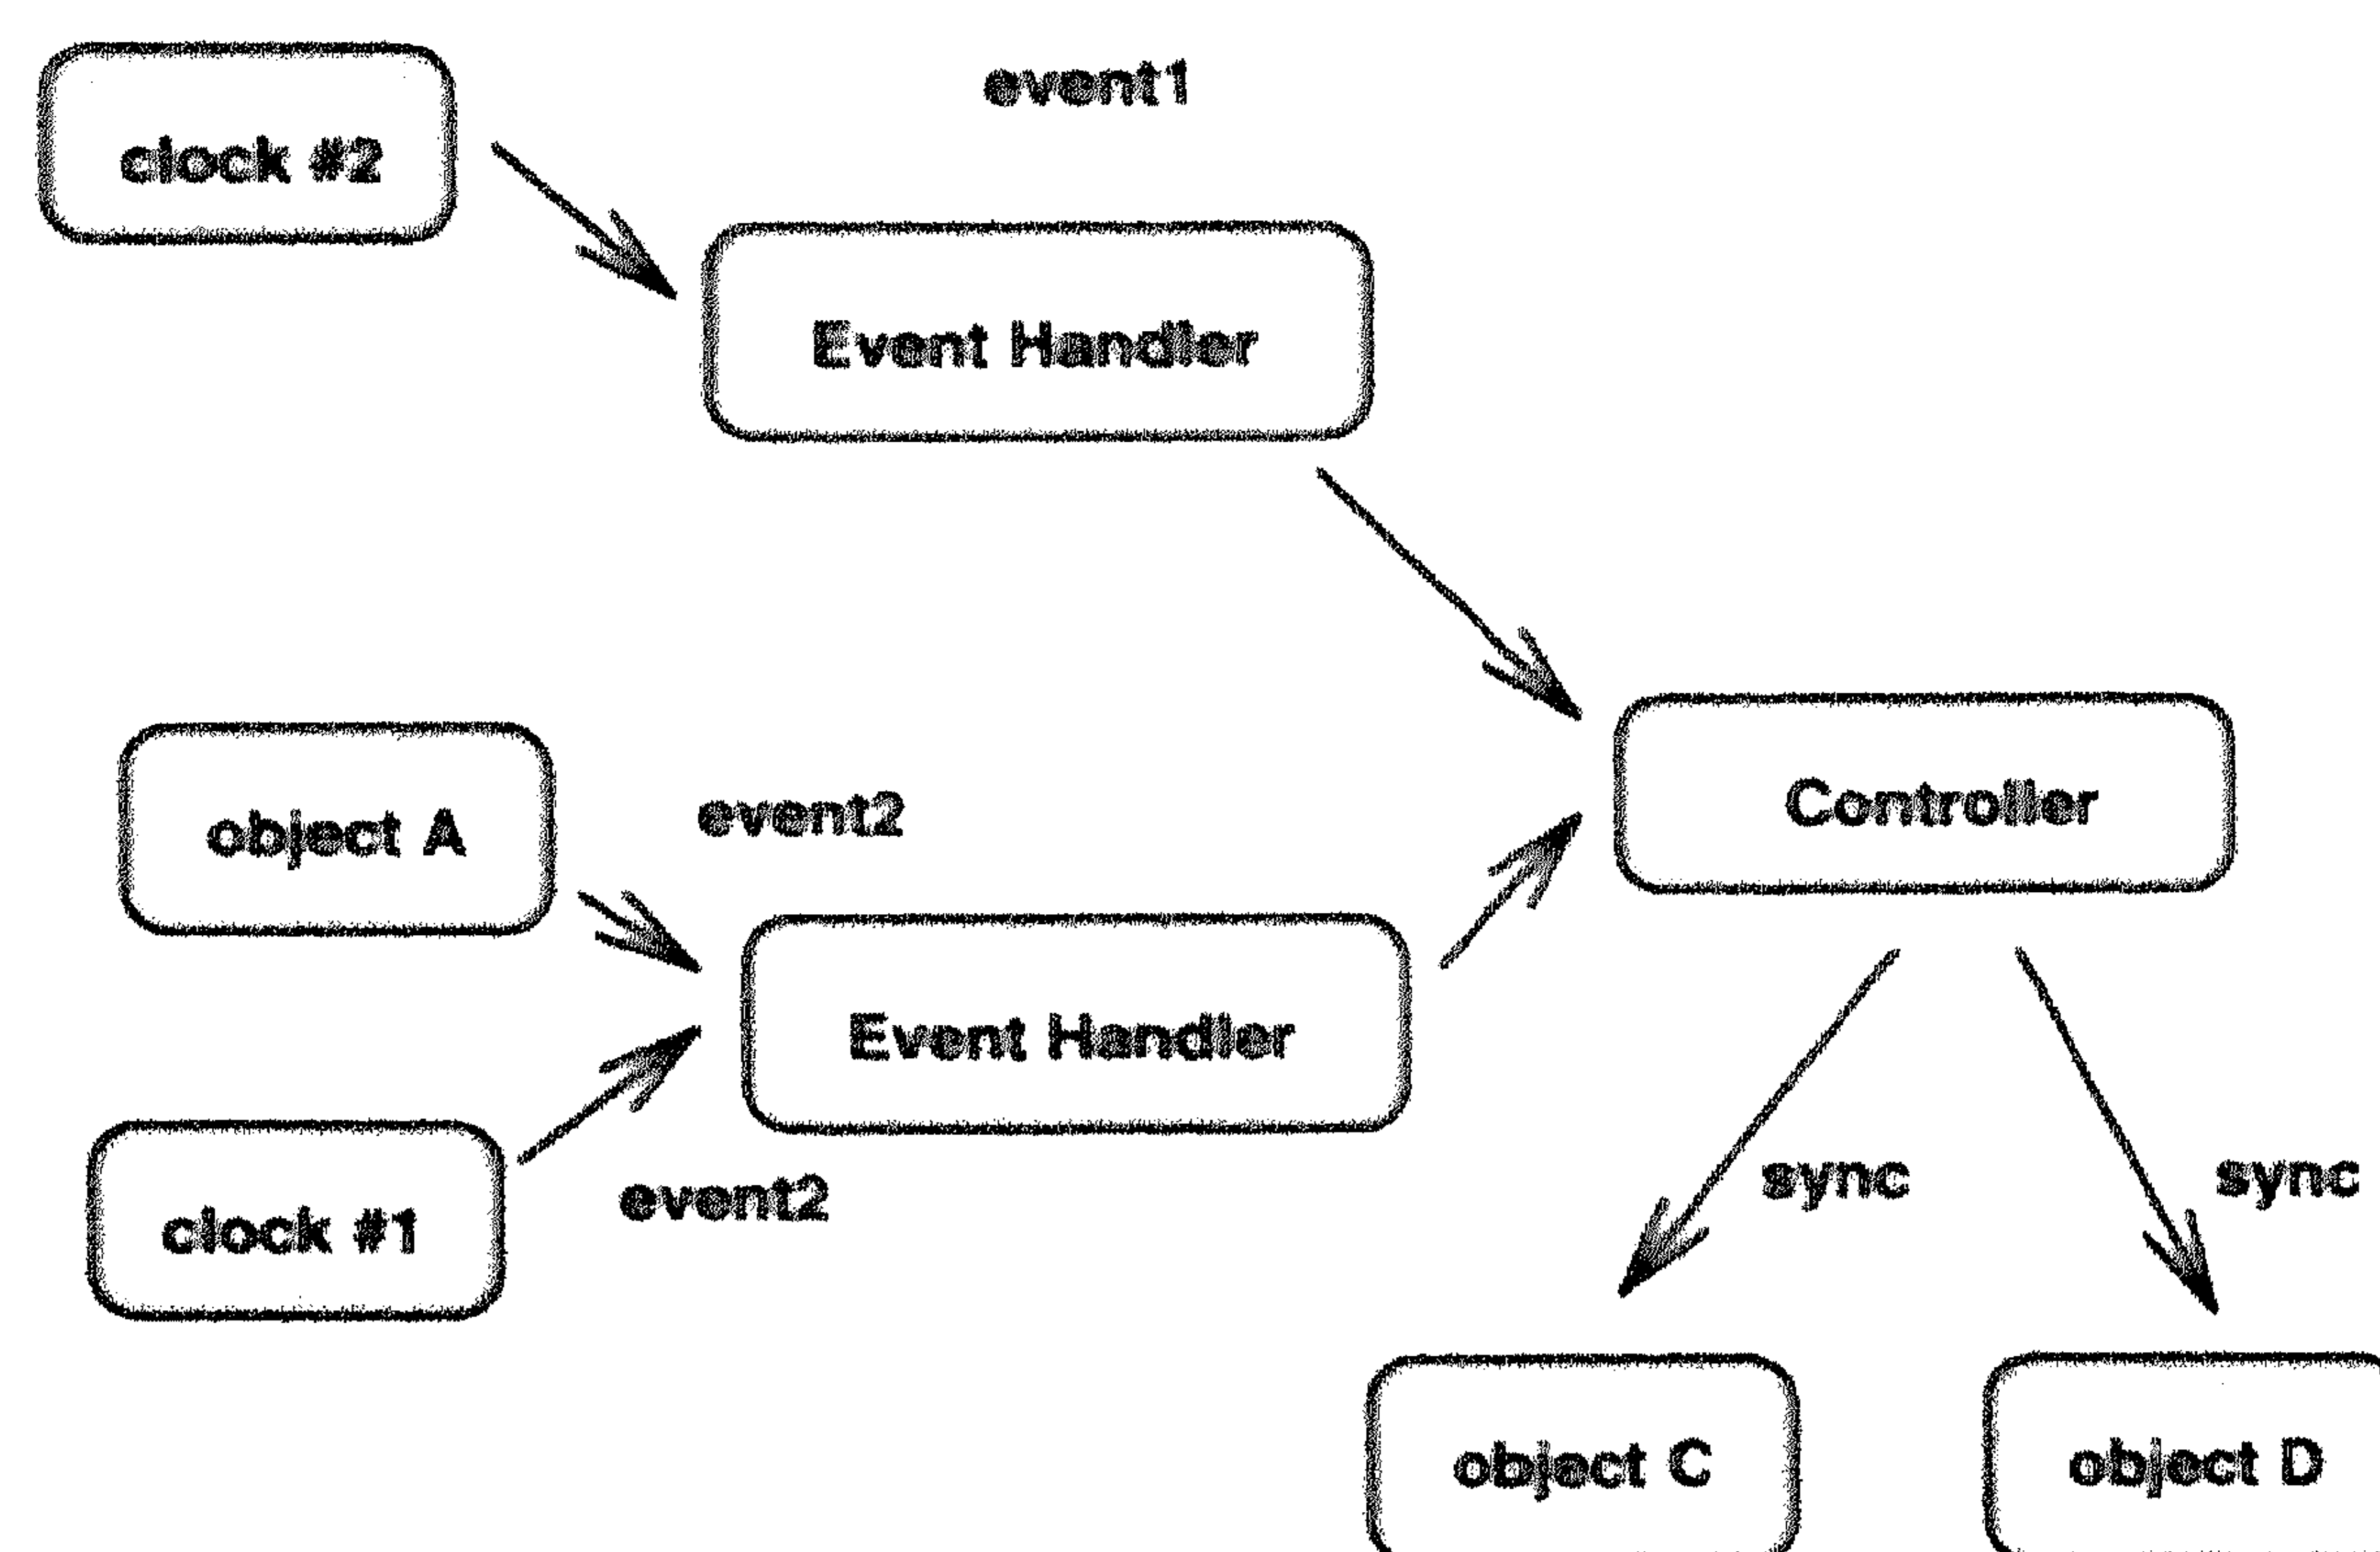 event1
clock #2
Event Handler
object A
event2
Controller
Event Handler
clock #1
event2
sync
sync
object C
object D